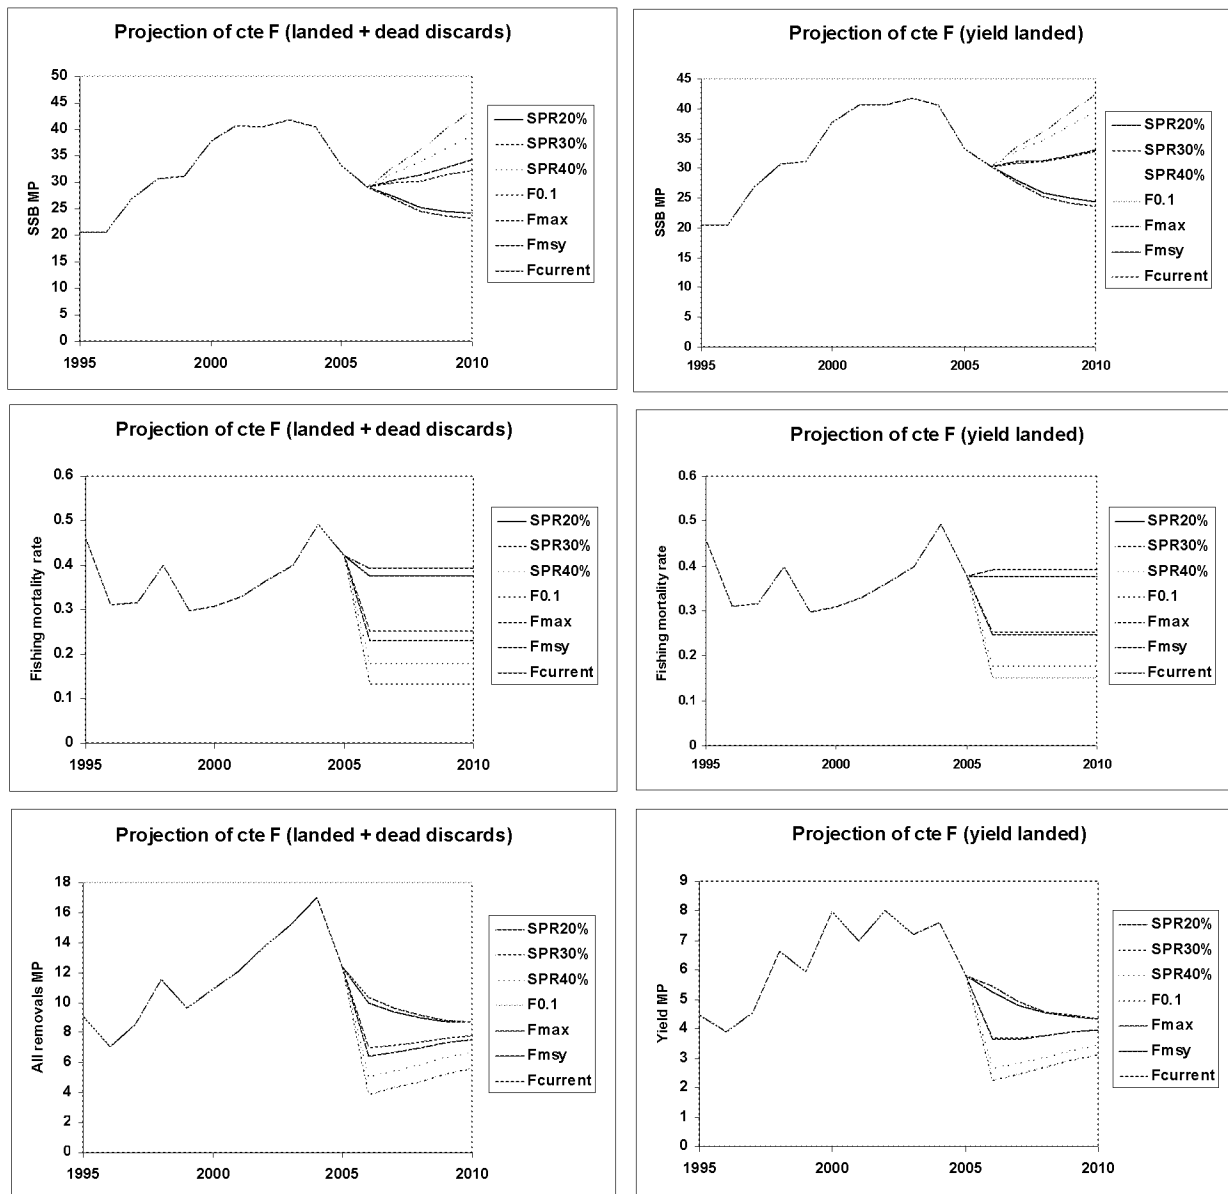 Projection of cte F (landed + dead discards)
SSB MP
50
45
40
35
30
25
20
15
10
5
0
1995 2000 2005 2010
SPR20%
SPR30%
SPR40%
F0.1
Fmax
Fmsy
Fcurrent
Projection of cte F (yield landed)
SSB MP
45
40
35
30
25
20
15
10
5
0
1995 2000 2005 2010
SPR20%
SPR30%
SPR40%
F0.1
Fmax
Fmsy
Fcurrent
Projection of cte F (landed + dead discards)
Fishing mortality rate
0.6
0.5
0.4
0.3
0.2
0.1
0
1995 2000 2005 2010
SPR20%
SPR30%
SPR40%
F0.1
Fmax
Fmsy
Fcurrent
Projection of cte F (yield landed)
Fishing mortality rate
0.6
0.5
0.4
0.3
0.2
0.1
0
1995 2000 2005 2010
SPR20%
SPR30%
SPR40%
F0.1
Fmax
Fmsy
Fcurrent
Projection of cte F (landed + dead discards)
All removals MP
18
16
14
12
10
8
6
4
2
0
1995 2000 2005 2010
SPR20%
SPR30%
SPR40%
F0.1
Fmax
Fmsy
Fcurrent
Projection of cte F (yield landed)
Yield MP
9
8
7
6
5
4
3
2
1
0
1995 2000 2005 2010
SPR20%
SPR30%
SPR40%
F0.1
Fmax
Fmsy
Fcurrent